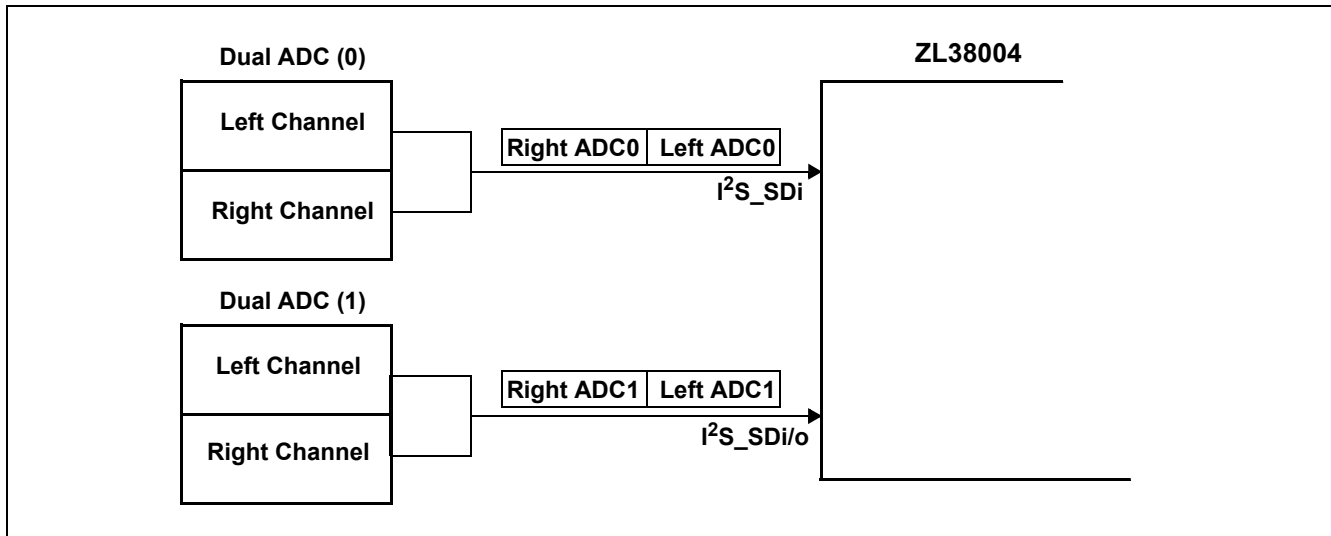 Dual ADC (0)
ZL38004
Left Channel
Right Channel
Right ADC0 Left ADC0
I²S_SDi
Dual ADC (1)
Left Channel
Right Channel
Right ADC1 Left ADC1
I²S_SDi/o